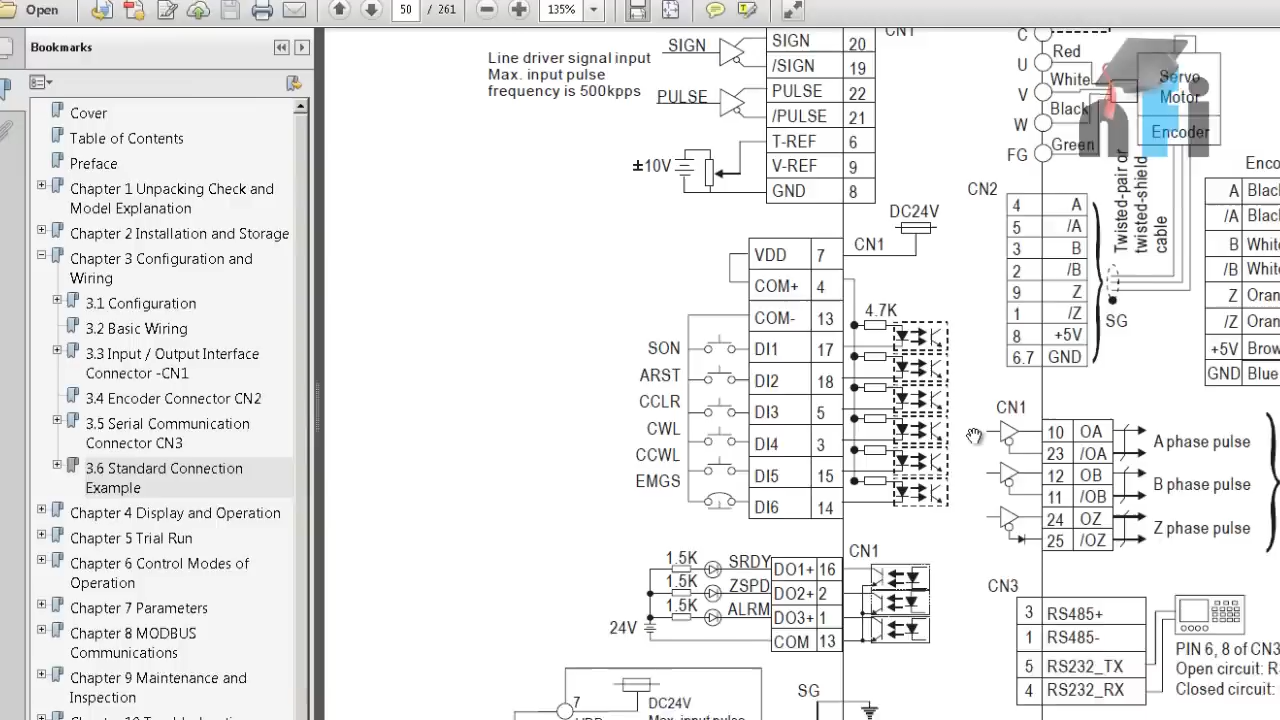 Open
50 / 261
135%
Bookmarks
Cover
Table of Contents
Preface
Chapter 1 Unpacking Check and
Model Explanation
Chapter 2 Installation and Storage
Chapter 3 Configuration and
Wiring
3.1 Configuration
3.2 Basic Wiring
3.3 Input / Output Interface
Connector -CN1
3.4 Encoder Connector CN2
3.5 Serial Communication
Connector CN3
3.6 Standard Connection
Example
Chapter 4 Display and Operation
Chapter 5 Trial Run
Chapter 6 Control Modes of
Operation
Chapter 7 Parameters
Chapter 8 MODBUS
Communications
Chapter 9 Maintenance and
Inspection
Line driver signal input
Max. input pulse
frequency is 500kpps
SIGN
PULSE
CN1
SIGN 20
/SIGN 19
PULSE 22
/PULSE 21
T-REF 6
V-REF 9
GND 8
±10V
DC24V
CN1
VDD 7
COM+ 4
COM- 13
4.7K
SON DI1 17
ARST DI2 18
CCLR DI3 5
CWL DI4 3
CCWL DI5 15
EMGS DI6 14
CN1
1.5K SRDY DO1+ 16
1.5K ZSPD DO2+ 2
1.5K ALRM DO3+ 1
24V COM 13
7
DC24V
SG
C
U Red
V White
W Black
FG Green
Servo
Motor
Encoder
ni
CN2
4 A
5 /A
3 B
2 /B
9 Z
1 /Z
8 +5V
6.7 GND
Twisted-pair or
twisted-shield
cable
SG
Enco
A Black
/A
B White
/B White
Z Oran
/Z Oran
+5V Brow
GND Blue
CN1
10 OA
23 /OA
12 OB
11 /OB
24 OZ
25 /OZ
A phase pulse
B phase pulse
Z phase pulse
CN3
3 RS485+
1 RS485-
5 RS232_TX
4 RS232_RX
PIN 6, 8 of CN3
Open circuit: R
Closed circuit: